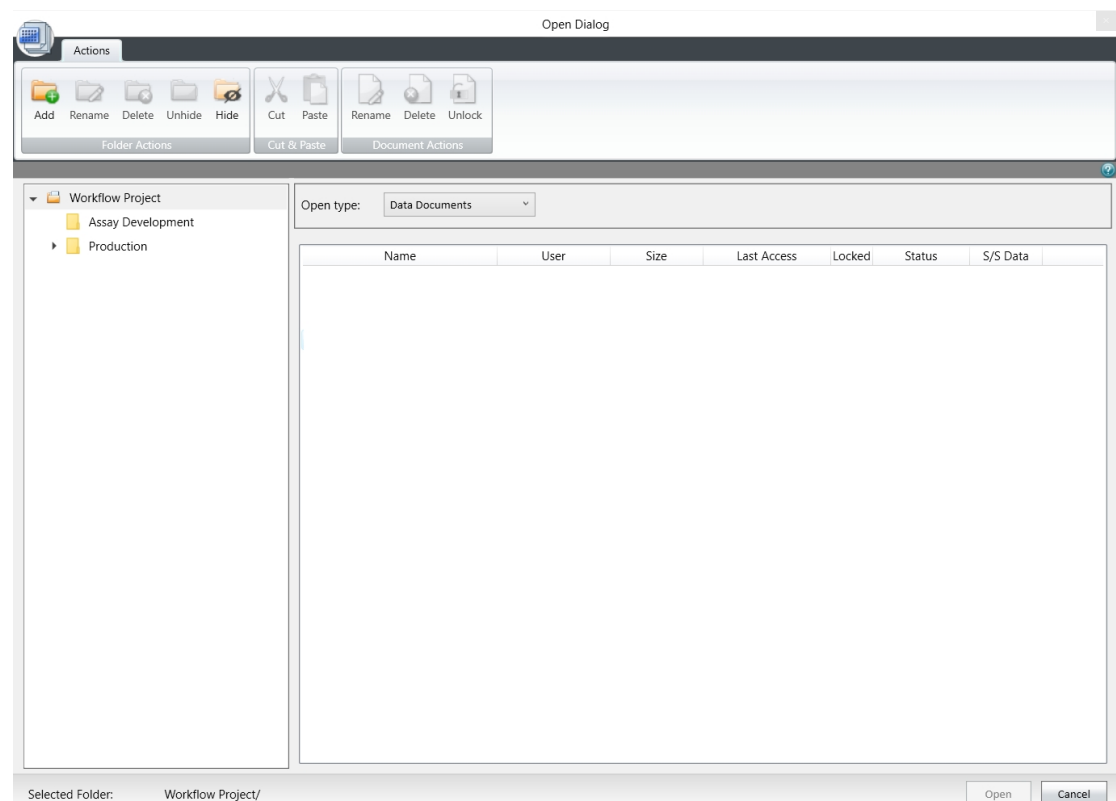 Open Dialog
Actions
Add Rename Delete Unhide Hide Cut Paste Rename Delete Unlock
Folder Actions Cut & Paste Document Actions
Workflow Project
Assay Development
Production
Open type: Data Documents
Name User Size Last Access Locked Status S/S Data
Selected Folder: Workflow Project/ Open Cancel